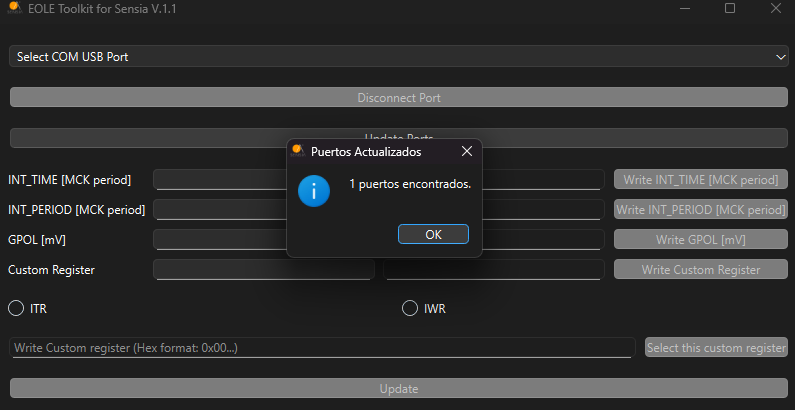 EOLE Toolkit for Sensia V.1.1
Select COM USB Port
Disconnect Port
Update Ports
Puertos Actualizados
1 puertos encontrados.
OK
INT_TIME [MCK period]
Write INT_TIME [MCK period]
INT_PERIOD [MCK period]
Write INT_PERIOD [MCK period]
GPOL [mV]
Write GPOL [mV]
Custom Register
Write Custom Register
ITR
IWR
Write Custom register (Hex format: 0x00...)
Select this custom register
Update